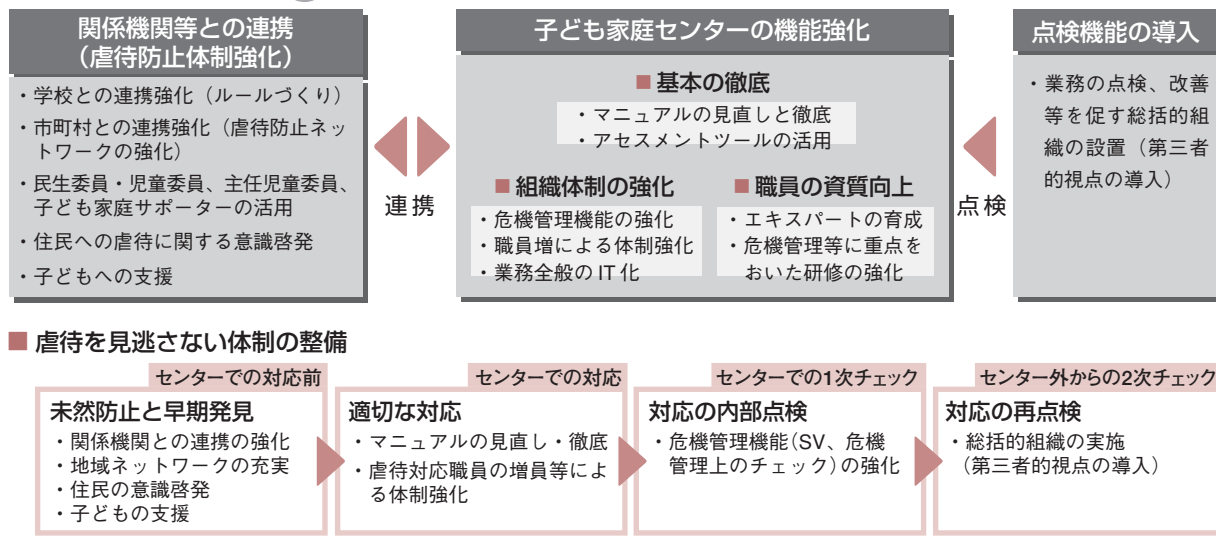 関係機関等との連携
（虐待防止体制強化）
・学校との連携強化（ルールづくり）
・市町村との連携強化（虐待防止ネッ
トワークの強化）
・民生委員・児童委員、主任児童委員、
子ども家庭サポーターの活用
・住民への虐待に関する意識啓発
・子どもへの支援
連携
子ども家庭センターの機能強化
■基本の徹底
・マニュアルの見直しと徹底
・アセスメントツールの活用
■組織体制の強化
・危機管理機能の強化
・職員増による体制強化
・業務全般のIT化
■職員の資質向上
・エキスパートの育成
・危機管理等に重点を
おいた研修の強化
点検
点検機能の導入
・業務の点検、改善
等を促す総括的組
織の設置（第三者
的視点の導入）
■虐待を見逃さない体制の整備
センターでの対応前
未然防止と早期発見
・関係機関との連携の強化
・地域ネットワークの充実
・住民の意識啓発
・子どもの支援
センターでの対応
適切な対応
・マニュアルの見直し・徹底
・虐待対応職員の増員等によ
る体制強化
センターでの1次チェック
対応の内部点検
・危機管理機能（SV、危機
管理上のチェック）の強化
センター外からの2次チェック
対応の再点検
・総括的組織の実施
（第三者的視点の導入）